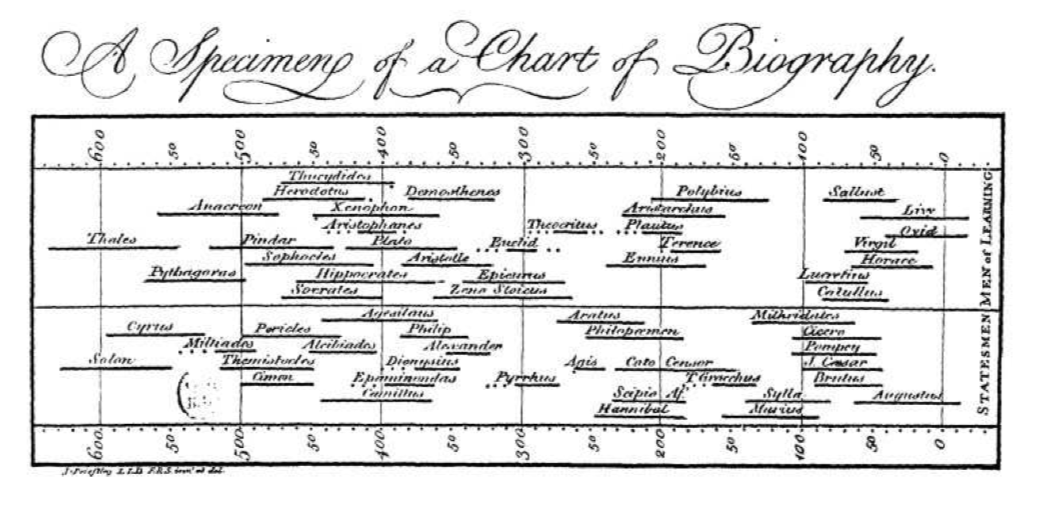 A Specimen of a Chart of Biography.
600 50 500 50 400 50 300 50 200 50 100 50 0
Thucydides
Herodotus Demosthenes Polybius Sallust
Anacreon Xenophon Aristarchus Livy
Aristophanes Theocritus Plautus Ovid
Thales Pindar Plato Euclid Terence Virgil
Sophocles Aristotle Ennius Horace
Pythagoras Hippocrates Epicurus Lucretius
Socrates Zeno Stoicus Catullus
MEN of LEARNING
Agesilaus Aratus Mithridates
Cyrus Pericles Philip Philopœmen Cicero
Miltiades Alcibiades Alexander Pompey
Solon Themistocles Dionysius Agis Cato Censor J. Cæsar
Cimon Epaminondas Pyrrhus T Gracchus Brutus
Camillus Scipio Af. Sylla Augustus
Hannibal Marius
STATESMEN
600 50 500 50 400 50 300 50 200 50 100 50 0
J. Priestley L.L.D. F.R.S. inv.t et del.